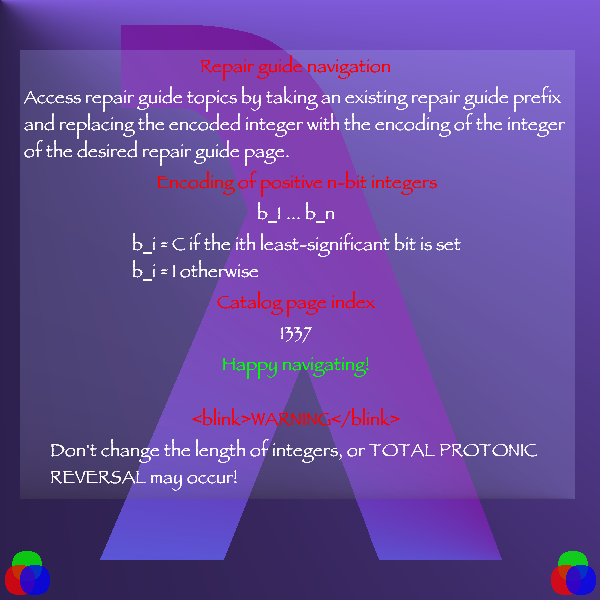 Repair guide navigation
Access repair guide topics by taking an existing repair guide prefix
and replacing the encoded integer with the encoding of the integer
of the desired repair guide page.
Encoding of positive n-bit integers
b_1 ... b_n
b_i = C if the ith least-significant bit is set
b_i = I otherwise
Catalog page index
1337
Happy navigating!
<blink>WARNING</blink>
Don't change the length of integers, or TOTAL PROTONIC
REVERSAL may occur!